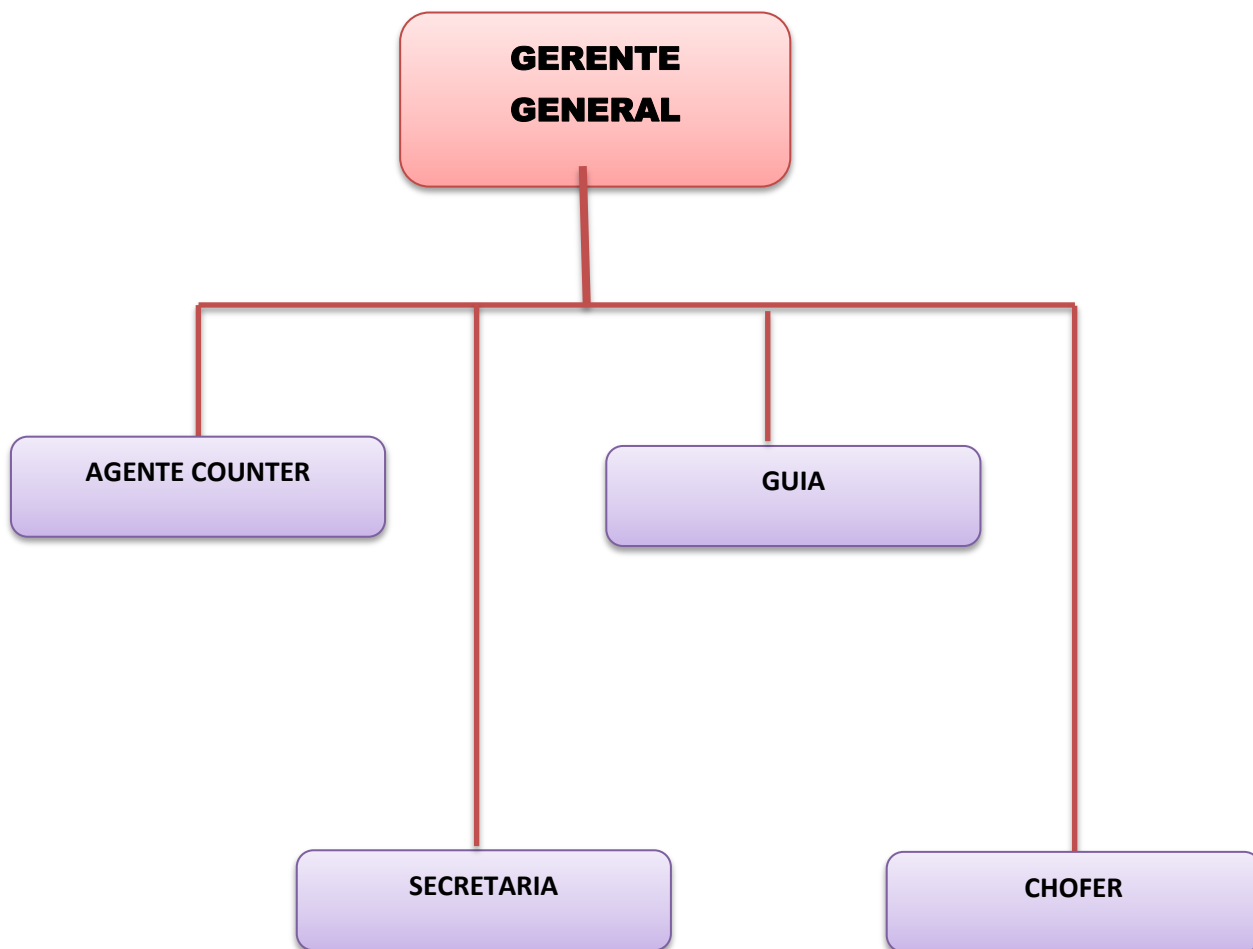 GERENTE
GENERAL
AGENTE COUNTER
GUIA
SECRETARIA
CHOFER